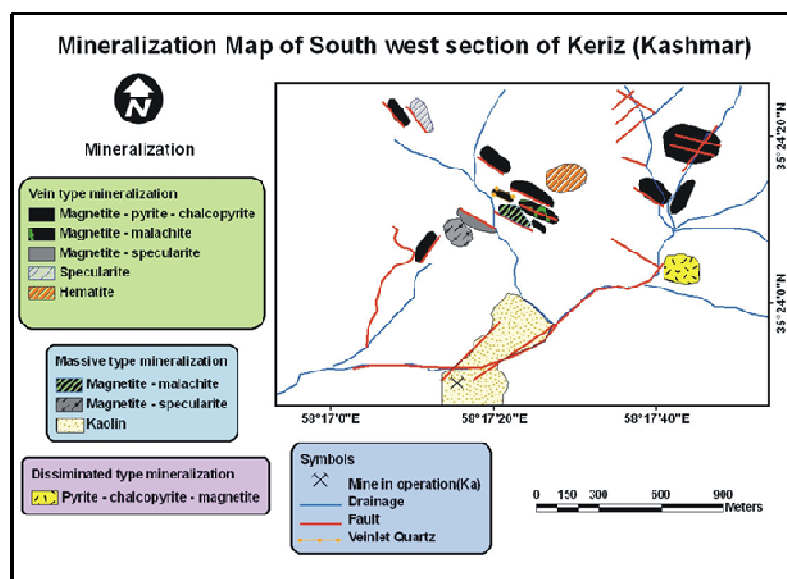 Mineralization Map of South west section of Keriz (Kashmar)
N
Mineralization
Vein type mineralization
Magnetite - pyrite - chalcopyrite
Magnetite - malachite
Magnetite - specularite
Specularite
Hematite
Massive type mineralization
Magnetite - malachite
Magnetite - specularite
Kaolin
Dissiminated type mineralization
Pyrite - chalcopyrite - magnetite
35°24'20"N
35°24'0"N
58°17'0"E
58°17'20"E
58°17'40"E
Symbols
Mine in operation(Ka)
Drainage
Fault
Veinlet Quartz
0 150 300 600 900
Meters